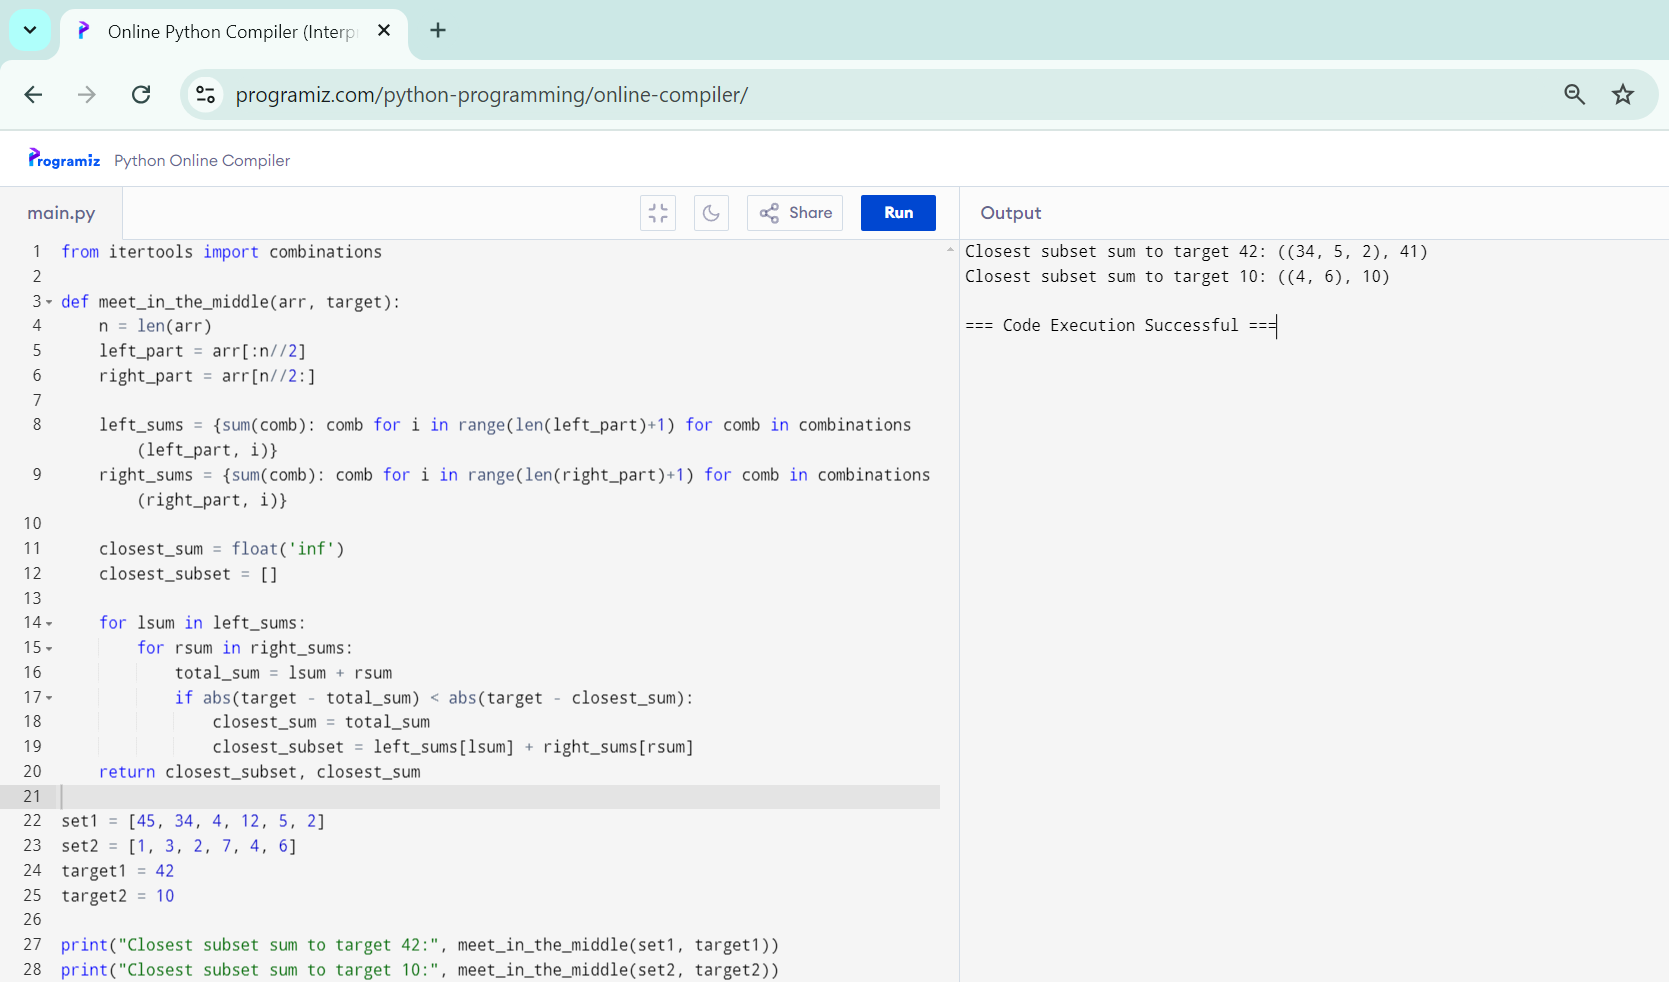 Online Python Compiler (Interp
programiz.com/python-programming/online-compiler/
Programiz Python Online Compiler
main.py
Share
Run
Output
1 from itertools import combinations
2
3 def meet_in_the_middle(arr, target):
4 n = len(arr)
5 left_part = arr[:n//2]
6 right_part = arr[n//2:]
7
8 left_sums = {sum(comb): comb for i in range(len(left_part)+1) for comb in combinations
(left_part, i)}
9 right_sums = {sum(comb): comb for i in range(len(right_part)+1) for comb in combinations
(right_part, i)}
10
11 closest_sum = float('inf')
12 closest_subset = []
13
14 for lsum in left_sums:
15 for rsum in right_sums:
16 total_sum = lsum + rsum
17 if abs(target - total_sum) < abs(target - closest_sum):
18 closest_sum = total_sum
19 closest_subset = left_sums[lsum] + right_sums[rsum]
20 return closest_subset, closest_sum
21
22 set1 = [45, 34, 4, 12, 5, 2]
23 set2 = [1, 3, 2, 7, 4, 6]
24 target1 = 42
25 target2 = 10
26
27 print("Closest subset sum to target 42:", meet_in_the_middle(set1, target1))
28 print("Closest subset sum to target 10:", meet_in_the_middle(set2, target2))
Closest subset sum to target 42: ((34, 5, 2), 41)
Closest subset sum to target 10: ((4, 6), 10)
=== Code Execution Successful ===